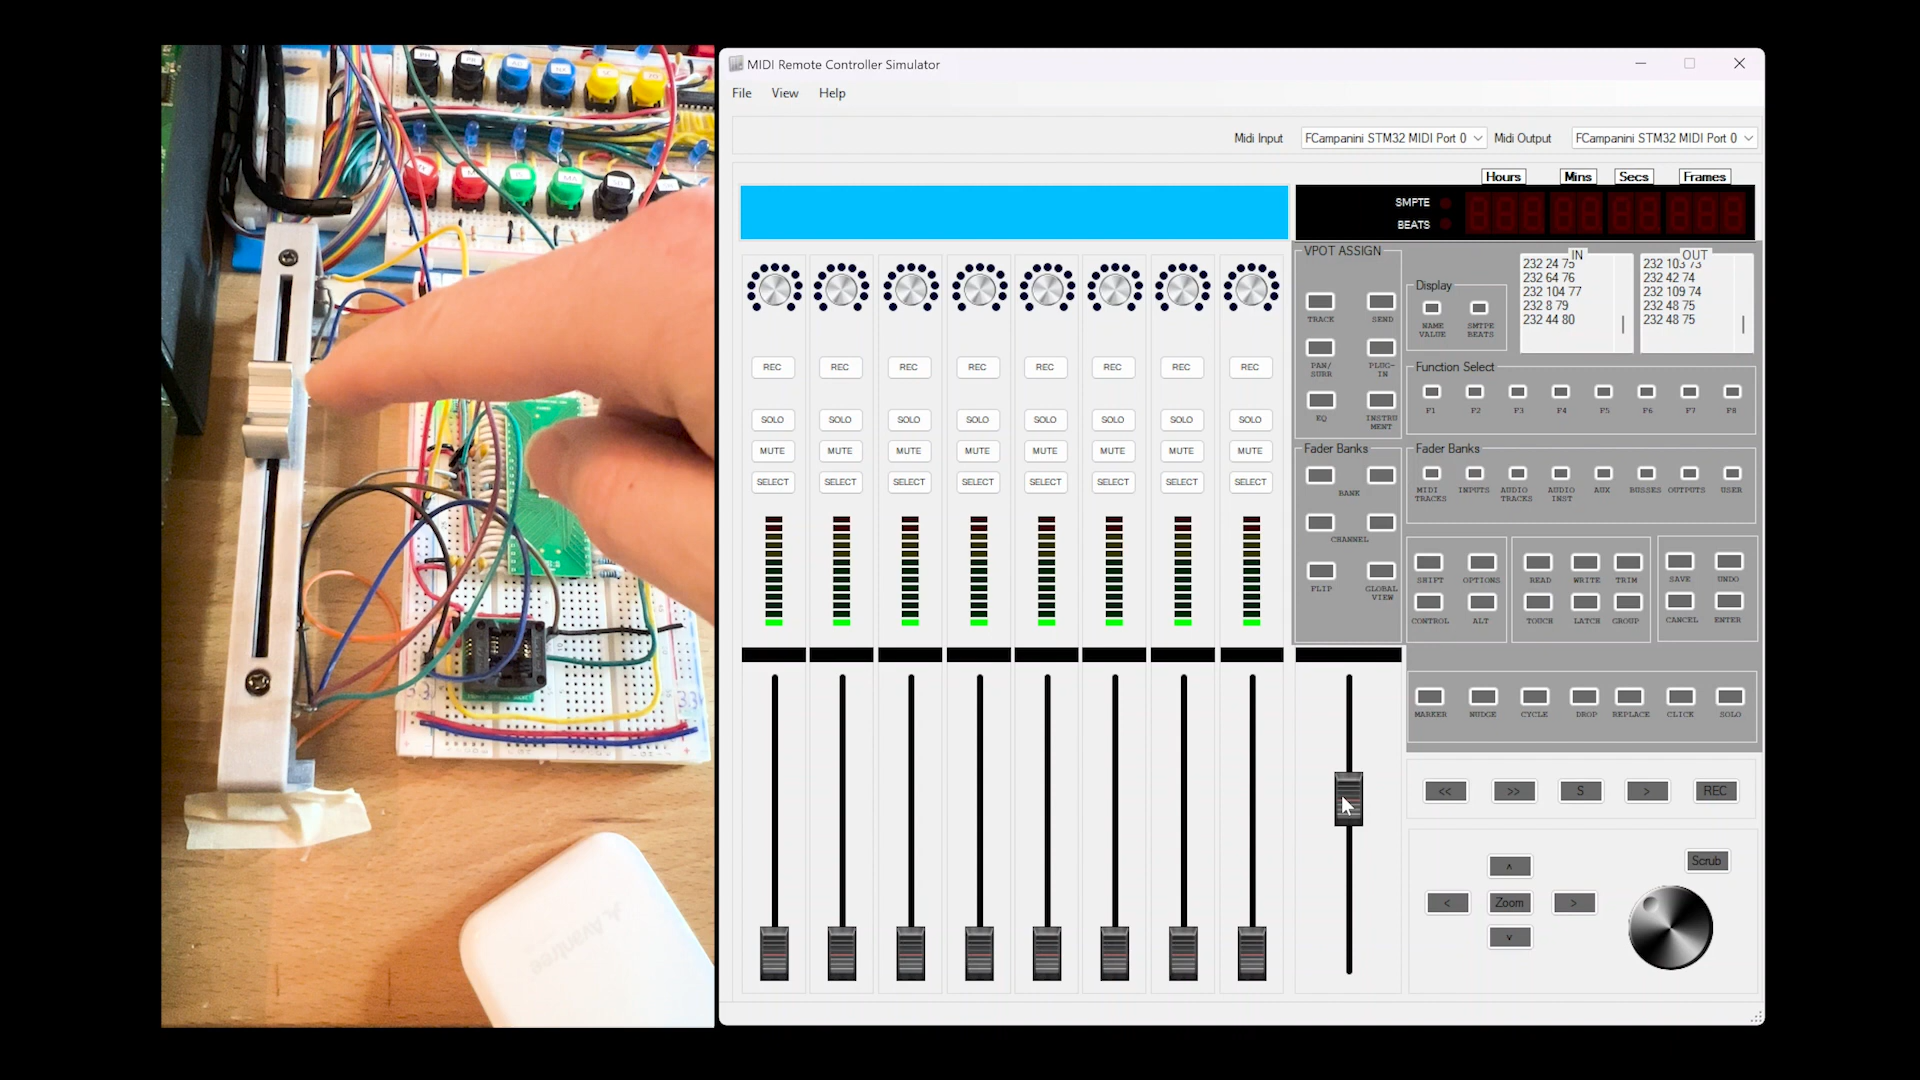 MIDI Remote Controller Simulator
File View Help
Midi Input FCampanini STM32 MIDI Port 0 Midi Output FCampanini STM32 MIDI Port 0
Hours Mins Secs Frames
SMPTE
BEATS
VPOT ASSIGN
TRACK SEND
PAN/
SURR
PLUG-
IN
EQ
INSTRU
MENT
Display
NAME
VALUE
SMTPE
BEATS
IN
232 24 75
232 64 76
232 104 77
232 8 79
232 44 80
OUT
232 103 73
232 42 74
232 109 74
232 48 75
232 48 75
Function Select
F1 F2 F3 F4 F5 F6 F7 F8
REC REC REC REC REC REC REC REC
SOLO SOLO SOLO SOLO SOLO SOLO SOLO SOLO
MUTE MUTE MUTE MUTE MUTE MUTE MUTE MUTE
SELECT SELECT SELECT SELECT SELECT SELECT SELECT SELECT
Fader Banks
BANK
CHANNEL
FLIP
GLOBAL
VIEW
Fader Banks
MIDI
TRACKS
INPUTS
AUDIO
TRACKS
AUDIO
INST
AUX
BUSSES
OUTPUTS
USER
SHIFT OPTIONS
CONTROL ALT
READ WRITE TRIM
TOUCH LATCH GROUP
SAVE UNDO
CANCEL ENTER
MARKER NUDGE CYCLE DROP REPLACE CLICK SOLO
<< >> S > REC
Scrub
^
< Zoom >
v
Avantree